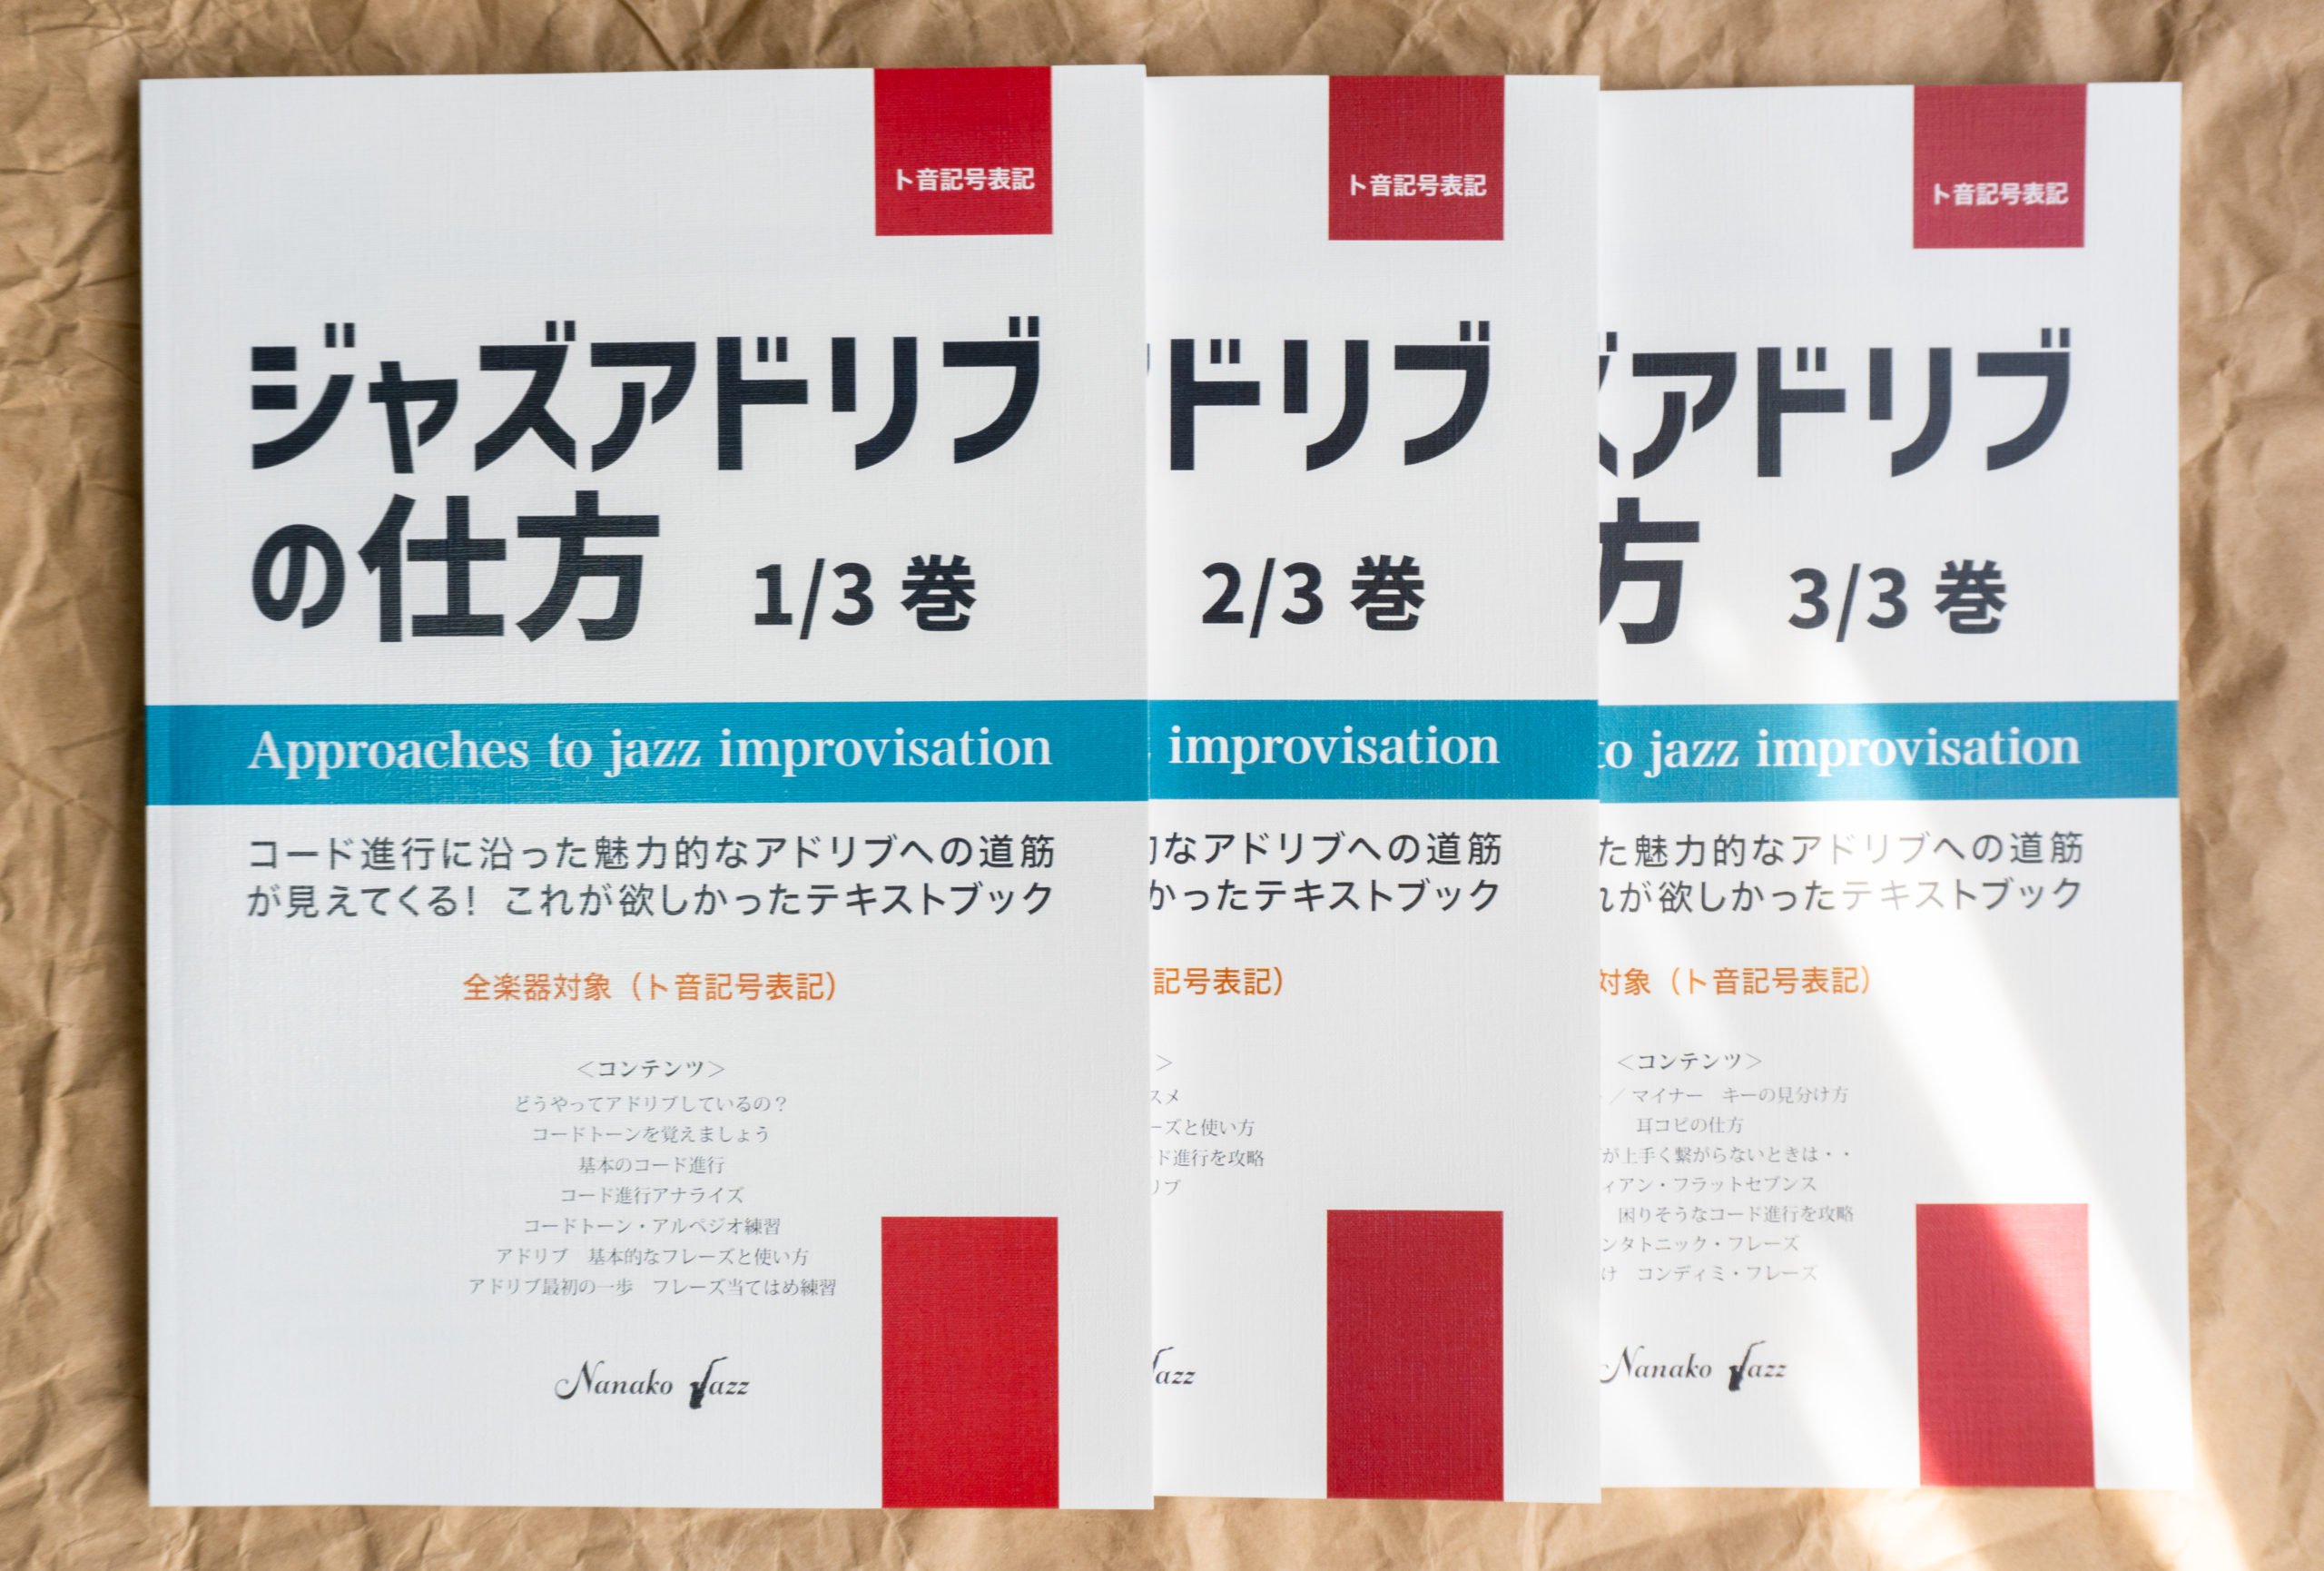 ト音記号表記
ジャズアドリブ
の仕方 1/3 巻
Approaches to jazz improvisation
コード進行に沿った魅力的なアドリブへの道筋
が見えてくる！これが欲しかったテキストブック
全楽器対象（ト音記号表記）
＜コンテンツ＞
どうやってアドリブしているの？
コードトーンを覚えましょう
基本のコード進行
コード進行アナライズ
コードトーン・アルペジオ練習
アドリブ 基本的なフレーズと使い方
アドリブ最初の一歩 フレーズ当てはめ練習
Nanako Jazz
ト音記号表記
ドリブ
2/3 巻
improvisation
なアドリブへの道筋
かったテキストブック
記号表記）
＞
スメ
ーズと使い方
ド進行を攻略
リブ
azz
ト音記号表記
アドリブ
方 3/3 巻
to jazz improvisation
た魅力的なアドリブへの道筋
れが欲しかったテキストブック
対象（ト音記号表記）
＜コンテンツ＞
／マイナー キーの見分け方
耳コピの仕方
が上手く繋がらないときは・・
ィアン・フラットセブンス
困りそうなコード進行を攻略
ンタトニック・フレーズ
け コンディミ・フレーズ
Nanako Jazz